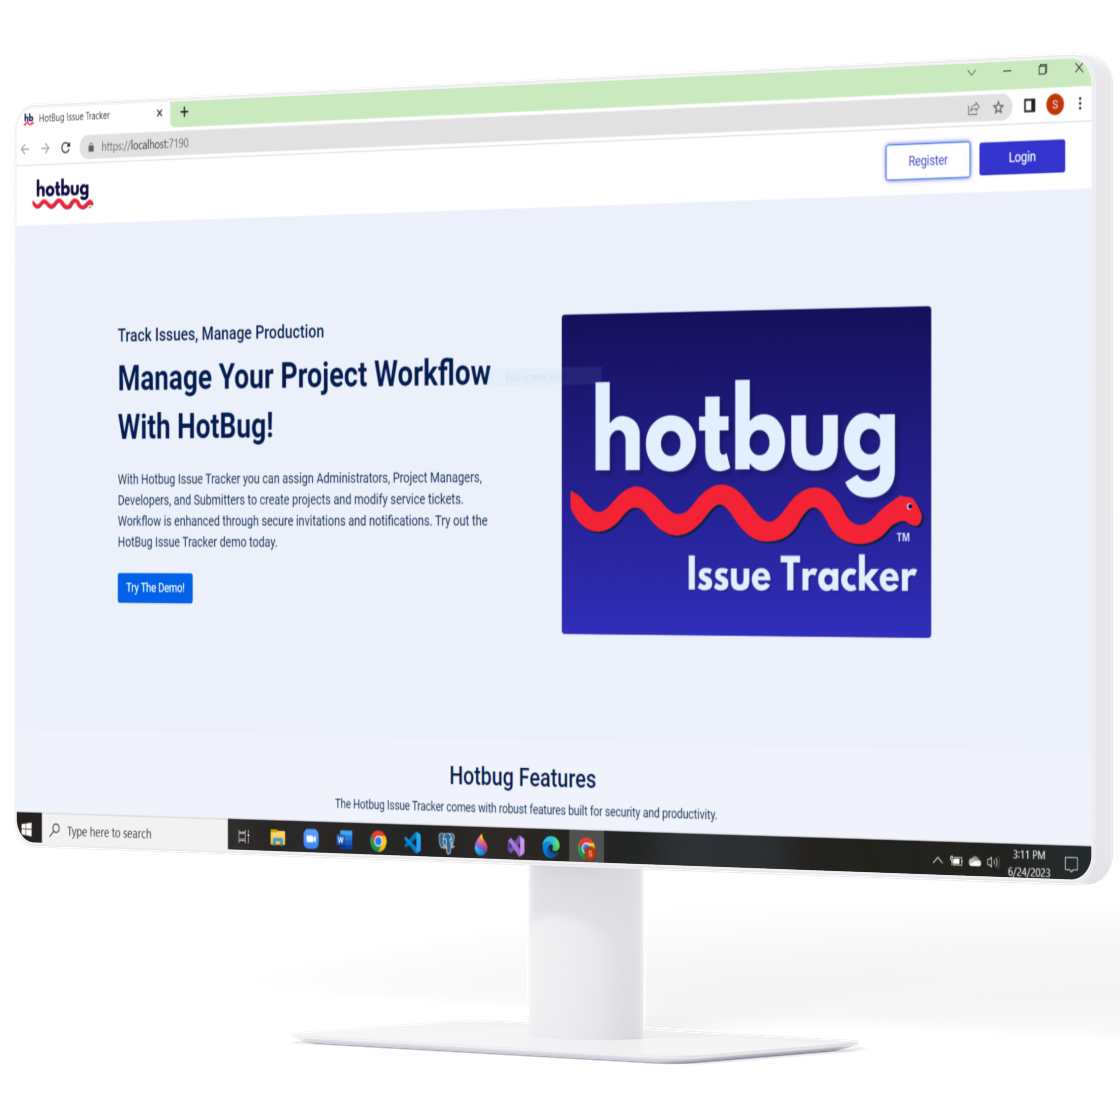 hb HotBug Issue Tracker
https://localhost:7190
S
hotbug
Register
Login
Track Issues, Manage Production
Manage Your Project Workflow
With HotBug!
With Hotbug Issue Tracker you can assign Administrators, Project Managers,
Developers, and Submitters to create projects and modify service tickets.
Workflow is enhanced through secure invitations and notifications. Try out the
HotBug Issue Tracker demo today.
Try The Demo!
hotbug
TM
Issue Tracker
Hotbug Features
The Hotbug Issue Tracker comes with robust features built for security and productivity.
Type here to search
W
S
3:11 PM
6/24/2023